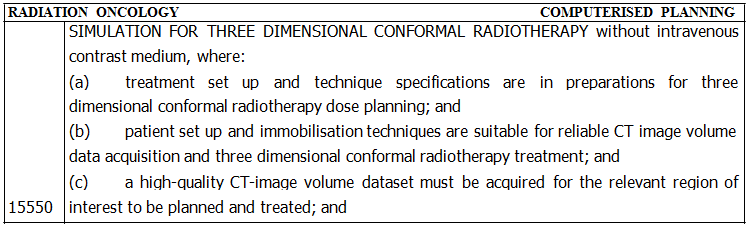 RADIATION ONCOLOGY COMPUTERISED PLANNING
SIMULATION FOR THREE DIMENSIONAL CONFORMAL RADIOTHERAPY without intravenous
contrast medium, where:
(a) treatment set up and technique specifications are in preparations for three
dimensional conformal radiotherapy dose planning; and
(b) patient set up and immobilisation techniques are suitable for reliable CT image volume
data acquisition and three dimensional conformal radiotherapy treatment; and
(c) a high-quality CT-image volume dataset must be acquired for the relevant region of
15550 interest to be planned and treated; and